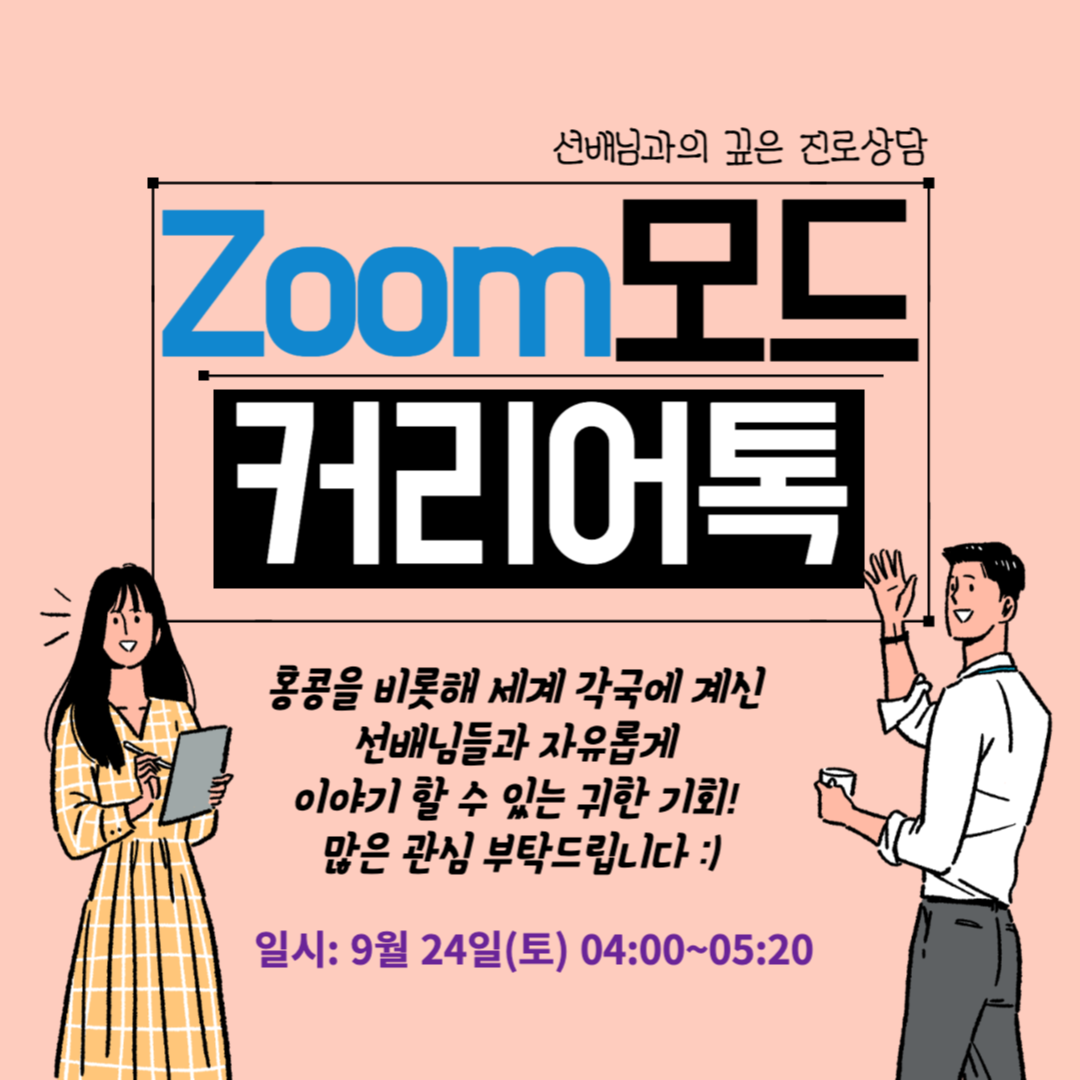 선배님과의 깊은 진로상담
Zoom모드
커리어톡
홍콩을 비롯해 세계 각국에 계신
선배님들과 자유롭게
이야기 할 수 있는 귀한 기회!
많은 관심 부탁드립니다 :)
일시: 9월 24일(토) 04:00~05:20